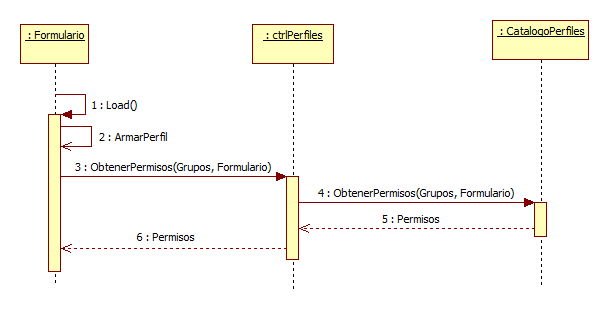 : Formulario
: ctrlPerfiles
: CatalogoPerfiles
1 : Load()
2 : ArmarPerfil
3 : ObtenerPermisos(Grupos, Formulario)
4 : ObtenerPermisos(Grupos, Formulario)
5 : Permisos
6 : Permisos